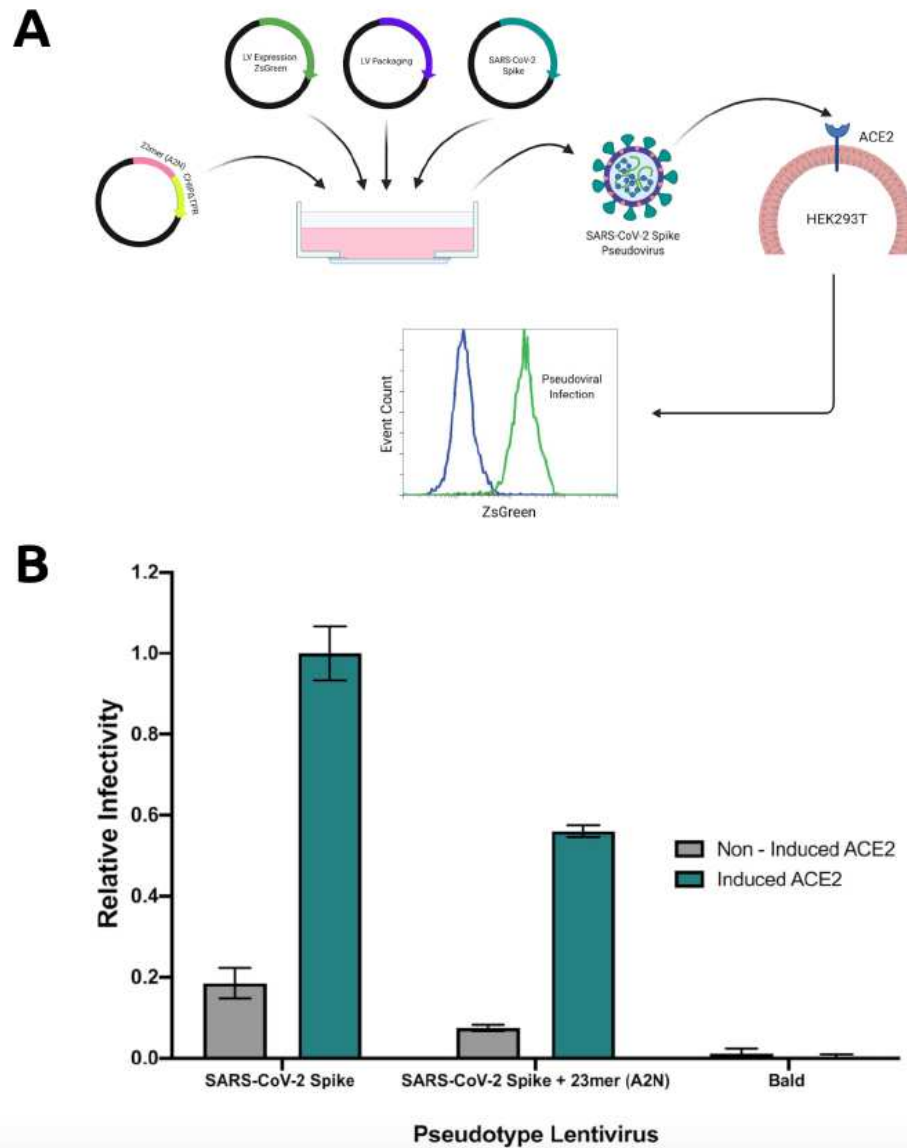 A
LV Expression
ZsGreen
LV Packaging
SARS-CoV-2
Spike
23mer (A2N)
CHIPΔTPR
ACE2
HEK293T
SARS-CoV-2 Spike
Pseudovirus
Event Count
Pseudoviral
Infection
ZsGreen
B
1.2
1.0
0.8
0.6
0.4
0.2
0.0
Relative Infectivity
Non - Induced ACE2
Induced ACE2
SARS-CoV-2 Spike
SARS-CoV-2 Spike + 23mer (A2N)
Bald
Pseudotype Lentivirus